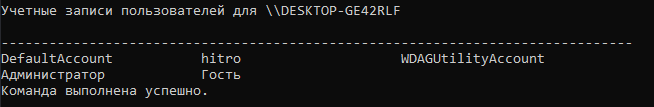 Учетные записи пользователей для \\DESKTOP-GE42RLF
-------------------------------------------------------------------------------
DefaultAccount           hitro                    WDAGUtilityAccount
Администратор            Гость
Команда выполнена успешно.